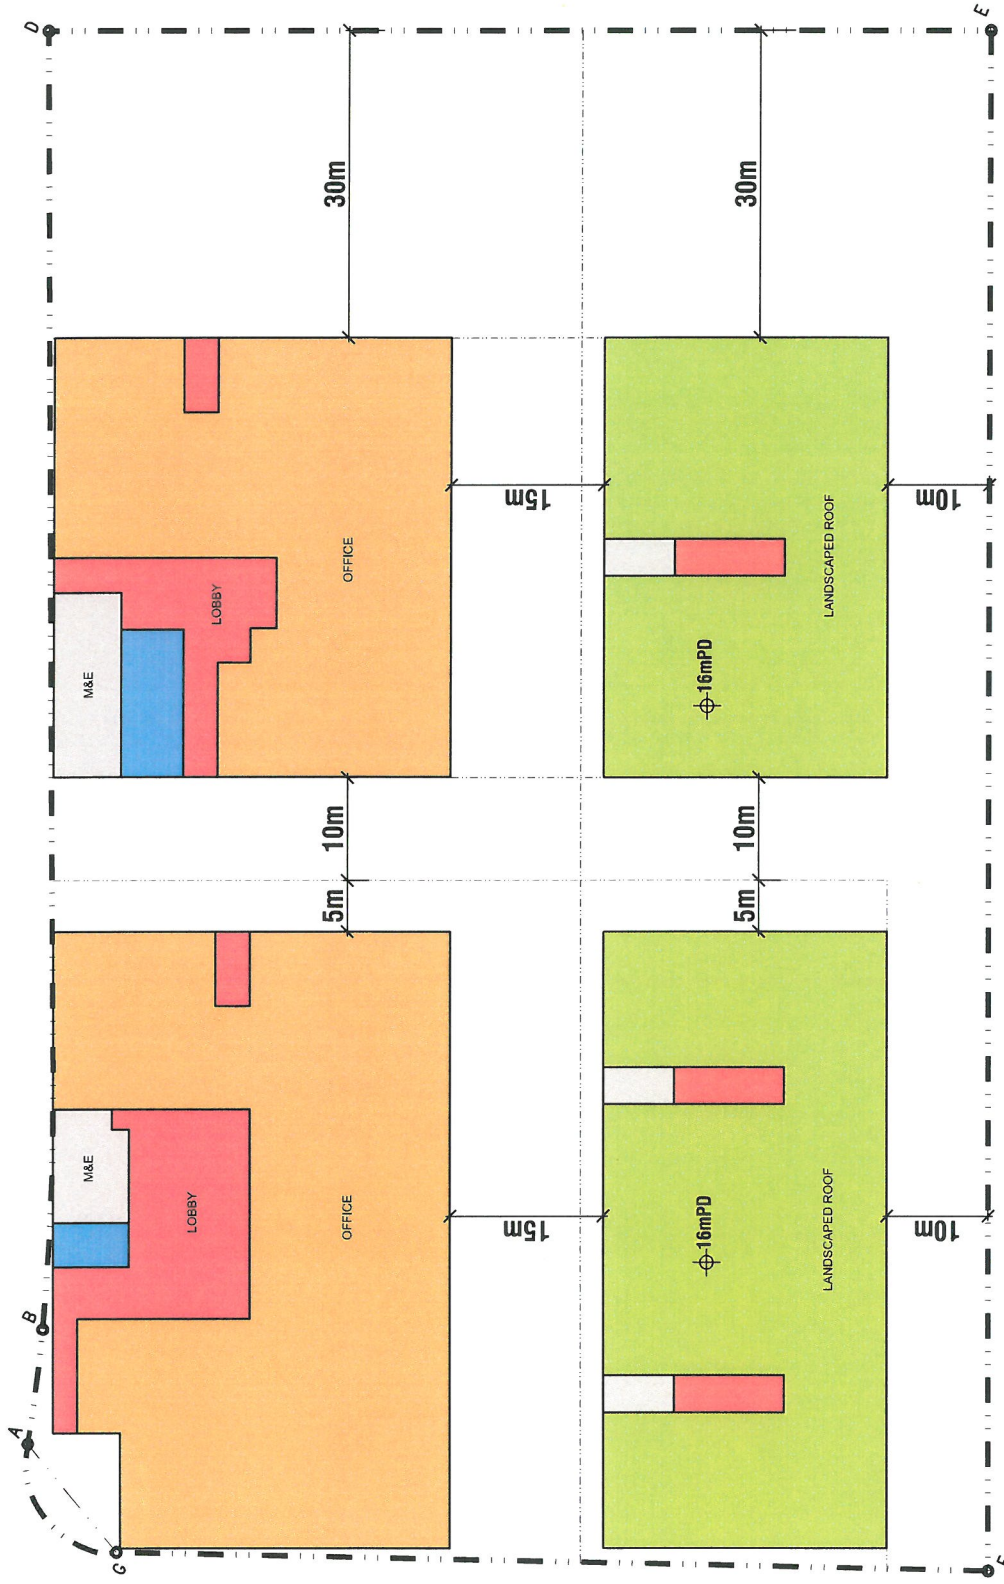 D
E
30m
30m
M&E
LOBBY
OFFICE
15m
16mPD
LANDSCAPED ROOF
10m
10m
10m
5m
5m
M&E
LOBBY
OFFICE
15m
16mPD
LANDSCAPED ROOF
10m
B
A
G
F